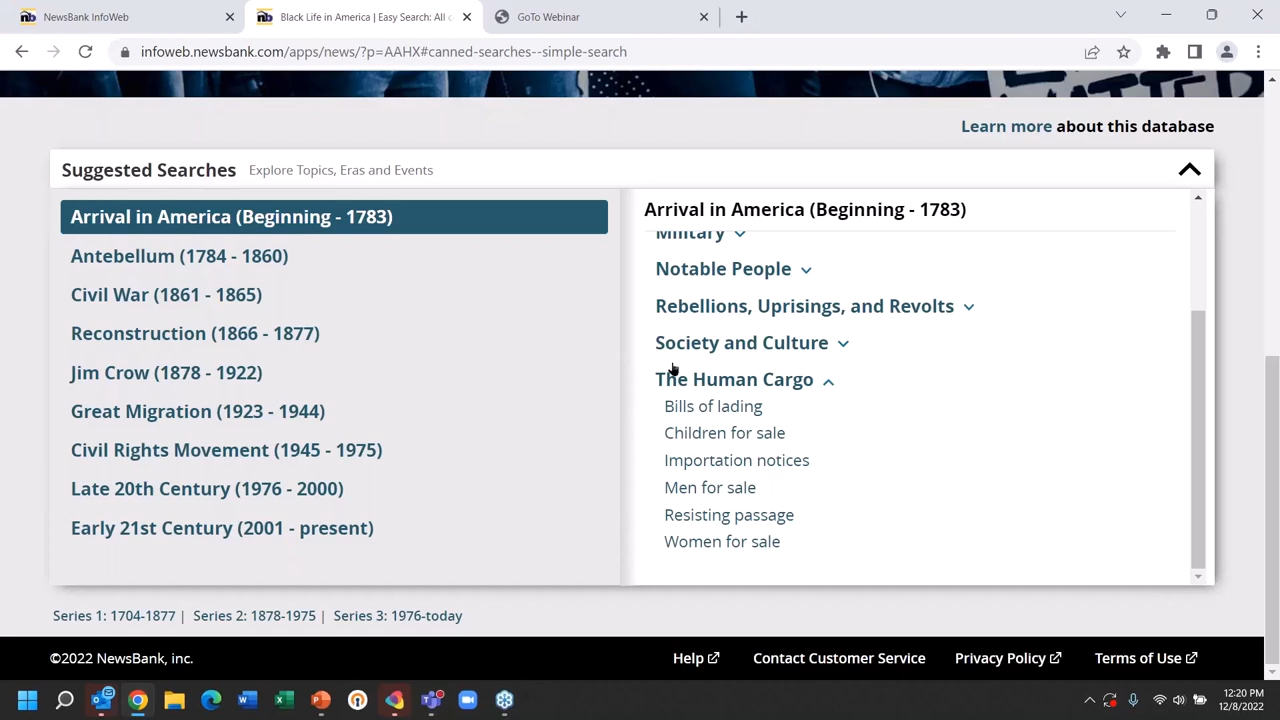 NewsBank InfoWeb
Black Life in America | Easy Search: All
GoTo Webinar
infoweb.newsbank.com/apps/news/?p=AAHX#canned-searches--simple-search
Learn more about this database
Suggested Searches Explore Topics, Eras and Events
Arrival in America (Beginning - 1783)
Antebellum (1784 - 1860)
Civil War (1861 - 1865)
Reconstruction (1866 - 1877)
Jim Crow (1878 - 1922)
Great Migration (1923 - 1944)
Civil Rights Movement (1945 - 1975)
Late 20th Century (1976 - 2000)
Early 21st Century (2001 - present)
Arrival in America (Beginning - 1783)
Military
Notable People
Rebellions, Uprisings, and Revolts
Society and Culture
The Human Cargo
Bills of lading
Children for sale
Importation notices
Men for sale
Resisting passage
Women for sale
Series 1: 1704-1877 | Series 2: 1878-1975 | Series 3: 1976-today
©2022 NewsBank, inc.
Help Contact Customer Service Privacy Policy Terms of Use
12:20 PM
12/8/2022